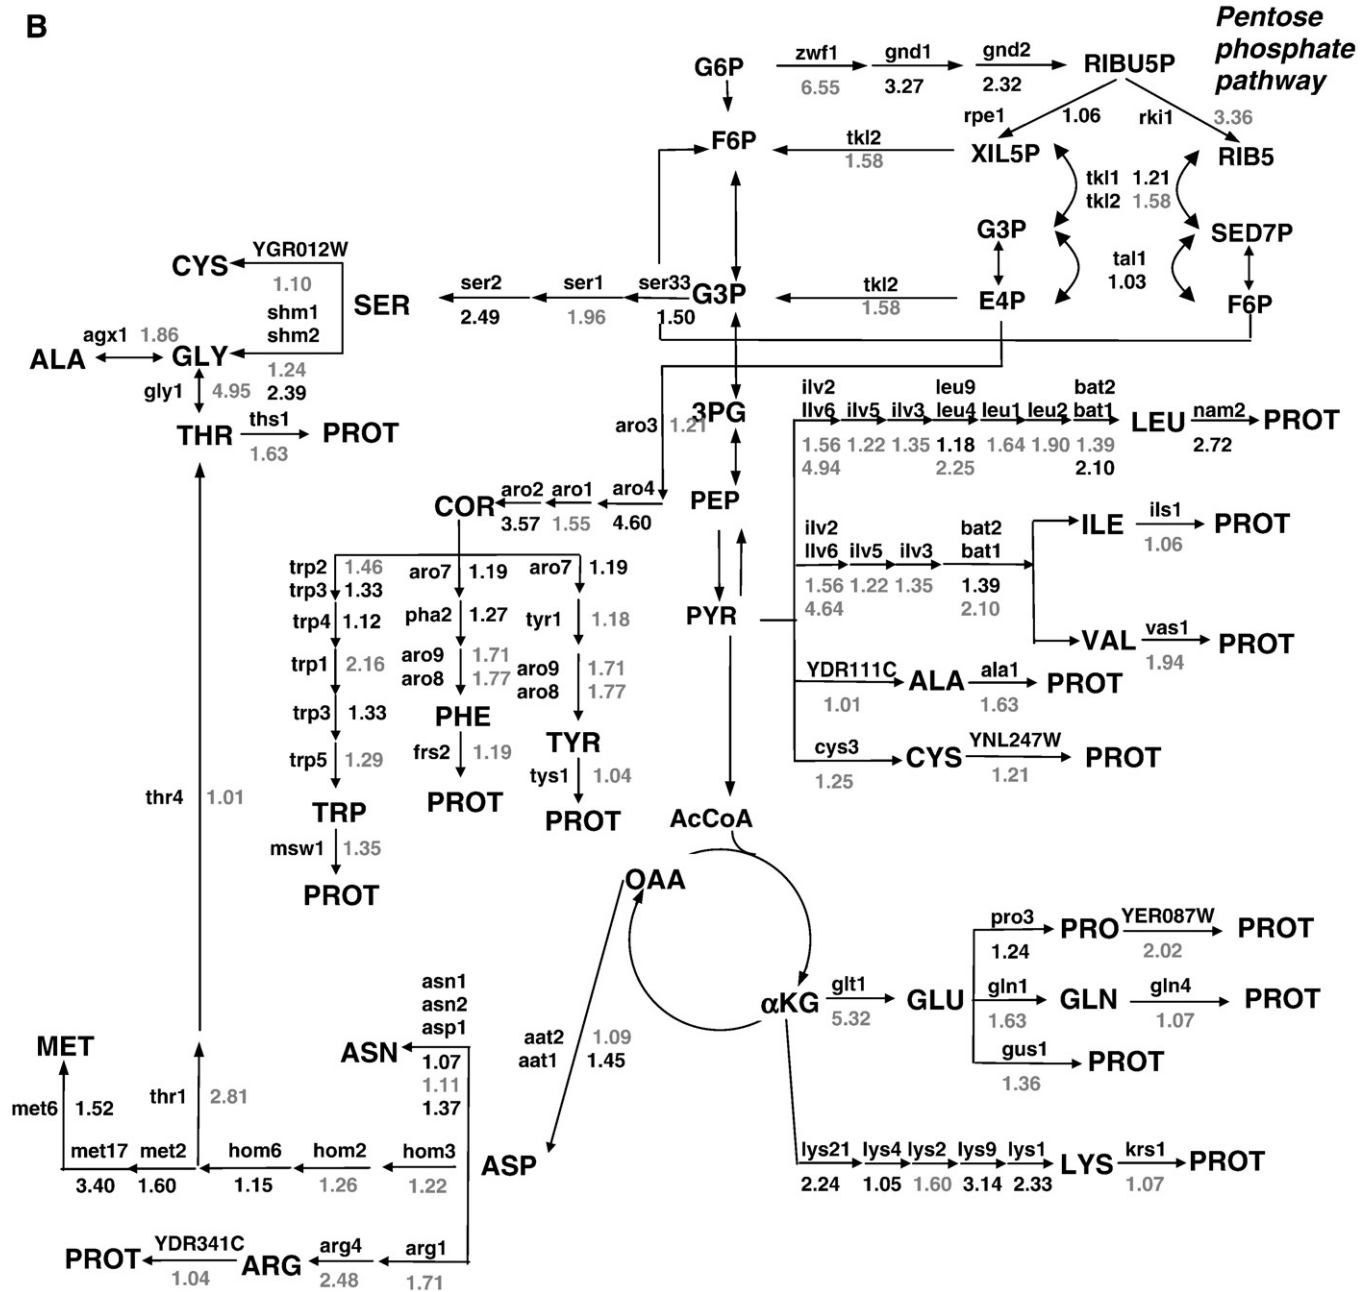 B
Pentose
phosphate
pathway
G6P
zwf1 gnd1 gnd2
6.55 3.27 2.32
RIBU5P
rpe1 1.06 rki1 3.36
F6P
tkl2
1.58
XIL5P
RIB5
tkl1 1.21
tkl2 1.58
G3P
SED7P
tal1
1.03
CYS
YGR012W
1.10
shm1
shm2
SER
ser2 ser1 ser33
2.49 1.96 1.50
G3P
tkl2
1.58
E4P
F6P
ALA
agx1 1.86
GLY
1.24
2.39
gly1 4.95
THR
ths1
1.63
PROT
aro3 1.21
3PG
ilv2 leu9 bat2
Ilv6 ilv5 ilv3 leu4 leu1 leu2 bat1
1.56 1.22 1.35 1.18 1.64 1.90 1.39
4.94 2.25 2.10
LEU
nam2
2.72
PROT
COR
aro2 aro1 aro4
3.57 1.55 4.60
PEP
ilv2 bat2
Ilv6 ilv5 ilv3 bat1
1.56 1.22 1.35 1.39
4.64 2.10
ILE
ils1
1.06
PROT
VAL
vas1
1.94
PROT
PYR
trp2 1.46
trp3 1.33
trp4 1.12
trp1 2.16
trp3 1.33
trp5 1.29
TRP
msw1 1.35
PROT
aro7 1.19
pha2 1.27
aro9 1.71
aro8 1.77
PHE
frs2 1.19
PROT
aro7 1.19
tyr1 1.18
aro9 1.71
aro8 1.77
TYR
tys1 1.04
PROT
YDR111C
1.01
ALA
ala1
1.63
PROT
cys3
1.25
CYS
YNL247W
1.21
PROT
thr4 1.01
AcCoA
OAA
αKG
glt1
5.32
GLU
pro3
1.24
PRO
YER087W
2.02
PROT
gln1
1.63
GLN
gln4
1.07
PROT
gus1
1.36
PROT
aat2 1.09
aat1 1.45
asn1
asn2
asp1
ASN
1.07
1.11
1.37
MET
met6 1.52
thr1 2.81
met17 met2 hom6 hom2 hom3
3.40 1.60 1.15 1.26 1.22
ASP
lys21 lys4 lys2 lys9 lys1
2.24 1.05 1.60 3.14 2.33
LYS
krs1
1.07
PROT
PROT
YDR341C
1.04
ARG
arg4 arg1
2.48 1.71